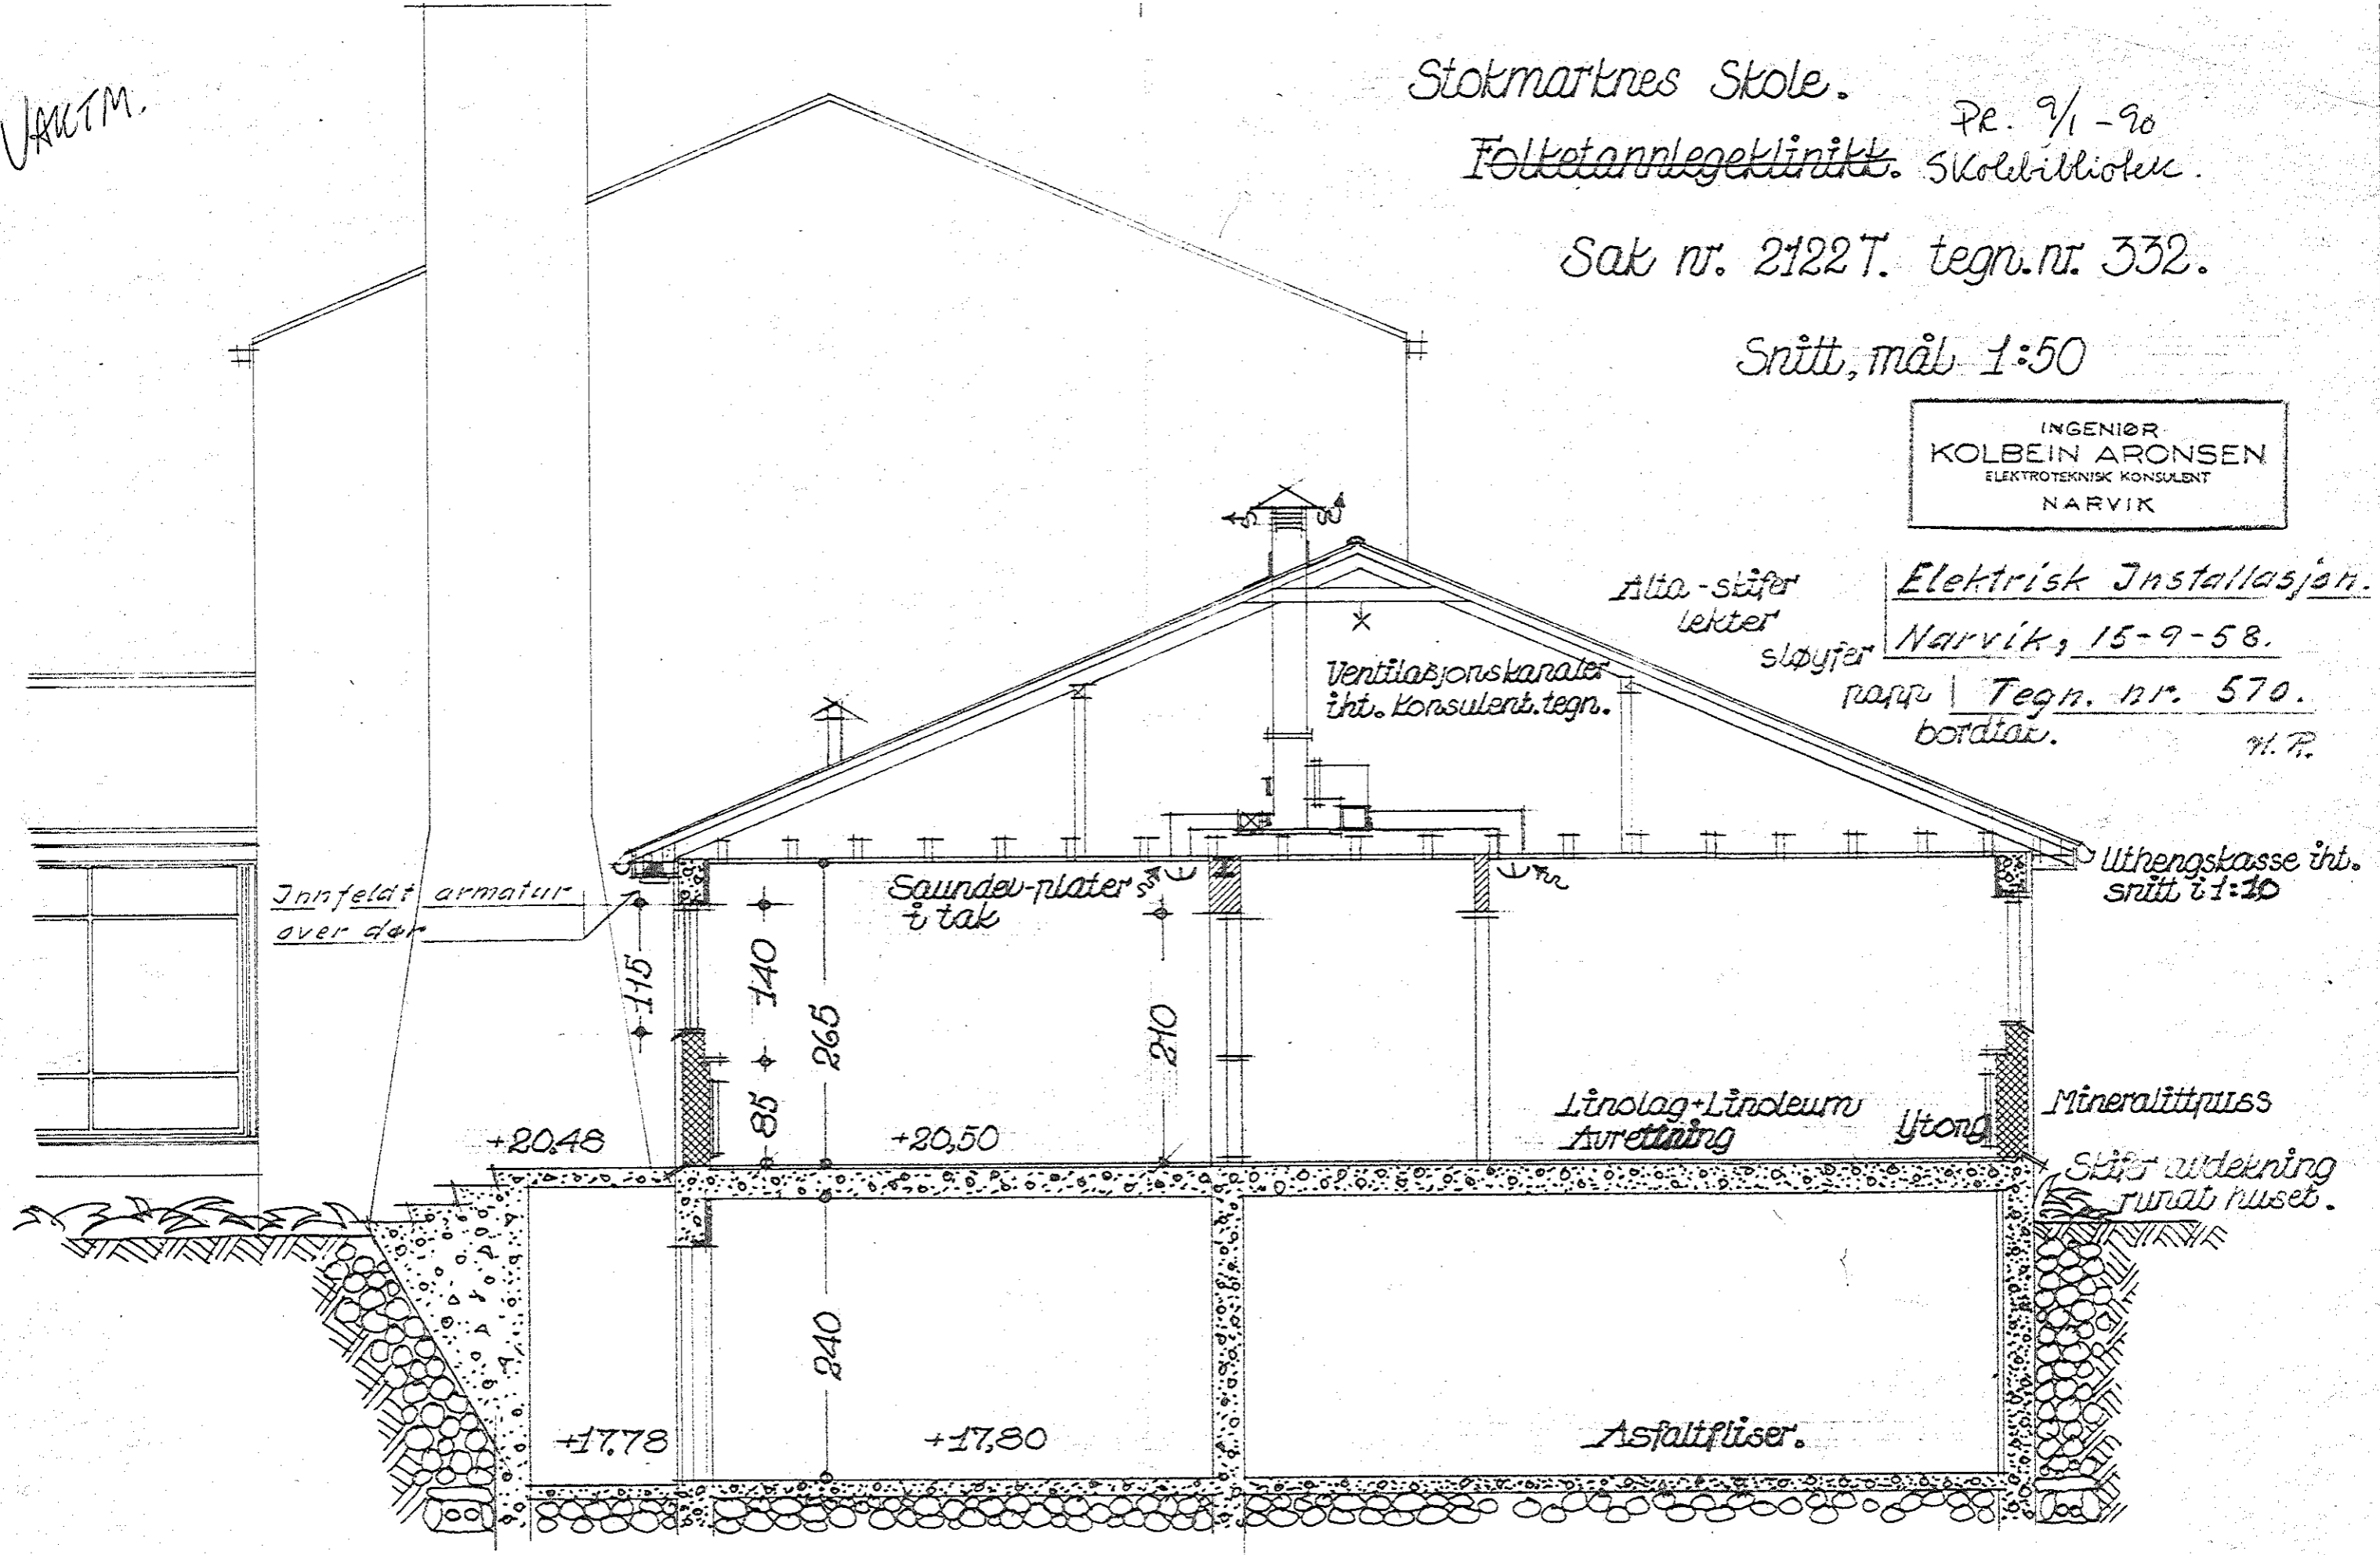 VAKTM.
Stokmarknes Skole.
Pr. 9/1 - 90
Folketannlegeklinikk. Skolebibliotek.
Sak nr. 2122 T. tegn. nr. 332.
Snitt, mål 1:50
INGENIØR
KOLBEIN ARONSEN
ELEKTROTEKNISK KONSULENT
NARVIK
Elektrisk Installasjon.
Narvik, 15-9-58.
Tegn. nr. 570.
Alta-skifer
lekter
sløyfer
papp
bordtak.
Ventilasjonskanaler
iht. konsulent.tegn.
Uthengskasse iht.
snitt i 1:10
Innfeldt armatur
over dør
Saundex-plater
i tak
115
140
265
210
85
+20.48
+20,50
Linolag+Linoleum
Avrettning
Ytong
Mineralittpuss
Skifer avdekning
rundt huset.
240
+17.78
+17,80
Asfaltfliser.